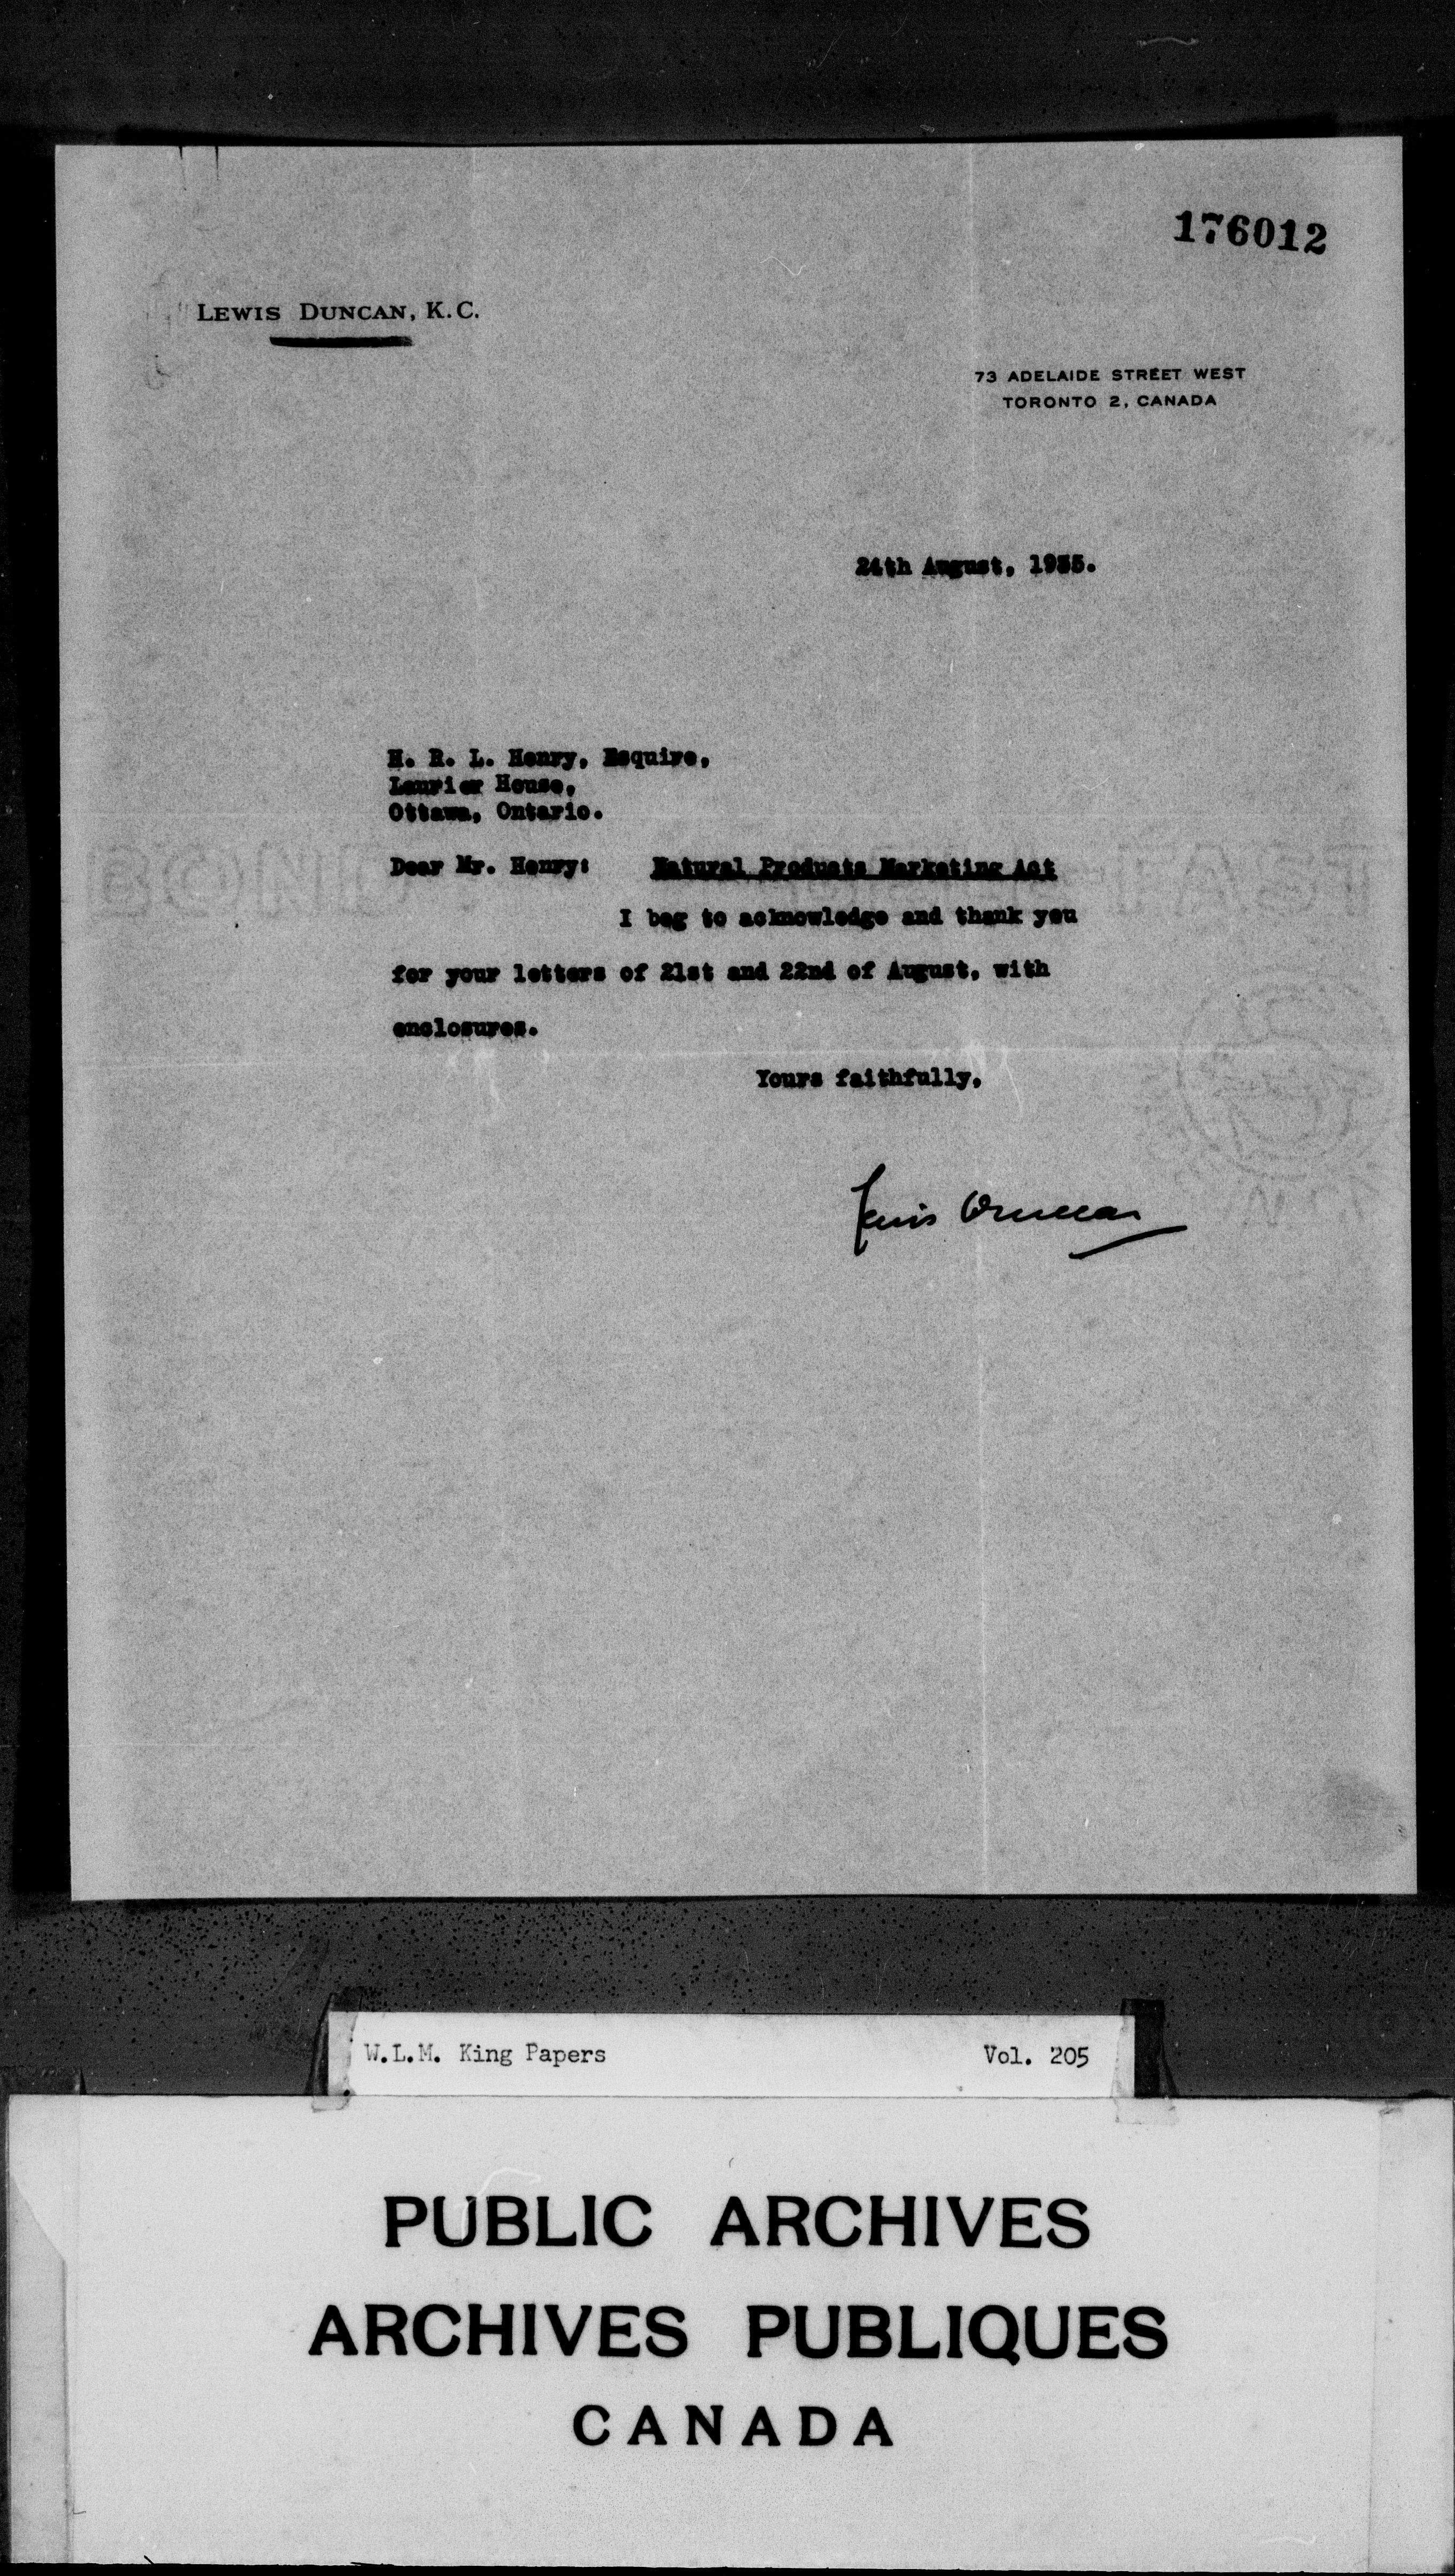 176012
LEWIS DUNCAN, K.C.
73 ADELAIDE STREET WEST
TORONTO 2, CANADA
24th August, 1935.
H. R. L. Henry, Esquire,
Laurier House,
Ottawa, Ontario.
Dear Mr. Henry: Natural Products Marketing Act
I beg to acknowledge and thank you
for your letters of 21st and 22nd of August, with
enclosures.
Yours faithfully,
Lewis Duncan
W.L.M. King Papers Vol. 205
PUBLIC ARCHIVES
ARCHIVES PUBLIQUES
CANADA